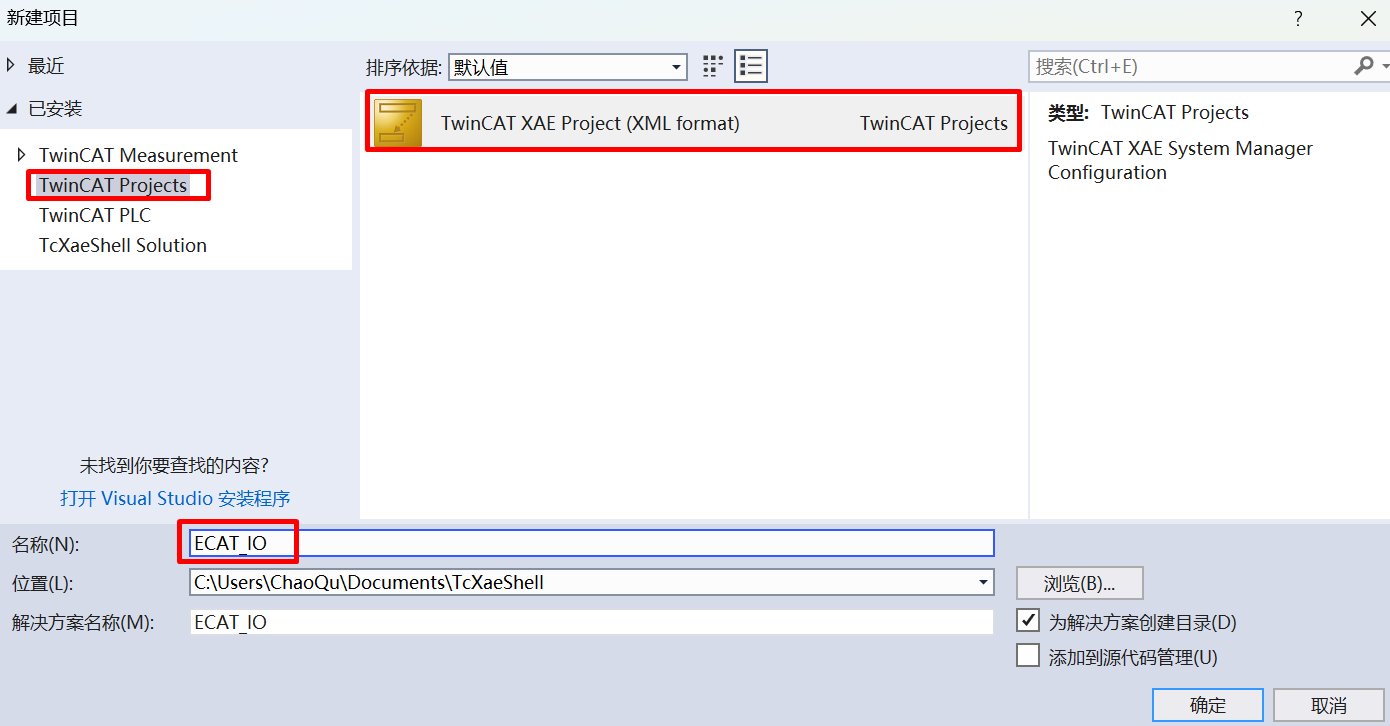 新建项目
?
最近
已安装
TwinCAT Measurement
TwinCAT Projects
TwinCAT PLC
TcXaeShell Solution
未找到你要查找的内容?
打开 Visual Studio 安装程序
排序依据: 默认值
TwinCAT XAE Project (XML format) TwinCAT Projects
搜索(Ctrl+E)
类型: TwinCAT Projects
TwinCAT XAE System Manager
Configuration
名称(N): ECAT_IO
位置(L): C:\Users\ChaoQu\Documents\TcXaeShell 浏览(B)...
解决方案名称(M): ECAT_IO 为解决方案创建目录(D)
添加到源代码管理(U)
确定 取消